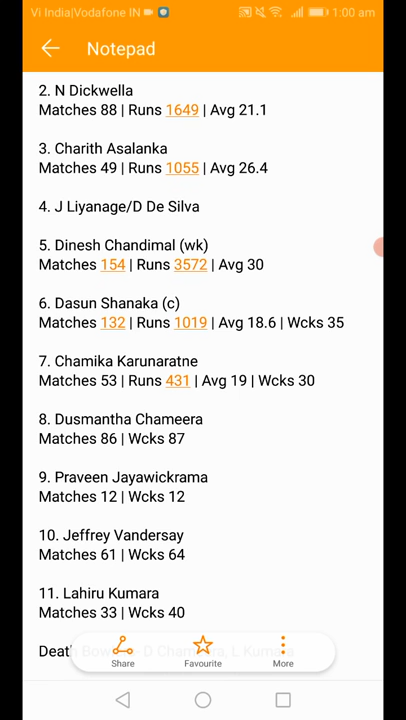 Vi India|Vodafone IN
1:00 am
Notepad
2. N Dickwella
Matches 88 | Runs 1649 | Avg 21.1
3. Charith Asalanka
Matches 49 | Runs 1055 | Avg 26.4
4. J Liyanage/D De Silva
5. Dinesh Chandimal (wk)
Matches 154 | Runs 3572 | Avg 30
6. Dasun Shanaka (c)
Matches 132 | Runs 1019 | Avg 18.6 | Wcks 35
7. Chamika Karunaratne
Matches 53 | Runs 431 | Avg 19 | Wcks 30
8. Dusmantha Chameera
Matches 86 | Wcks 87
9. Praveen Jayawickrama
Matches 12 | Wcks 12
10. Jeffrey Vandersay
Matches 61 | Wcks 64
11. Lahiru Kumara
Matches 33 | Wcks 40
Death D Chameera, L Kumara
Share Favourite More